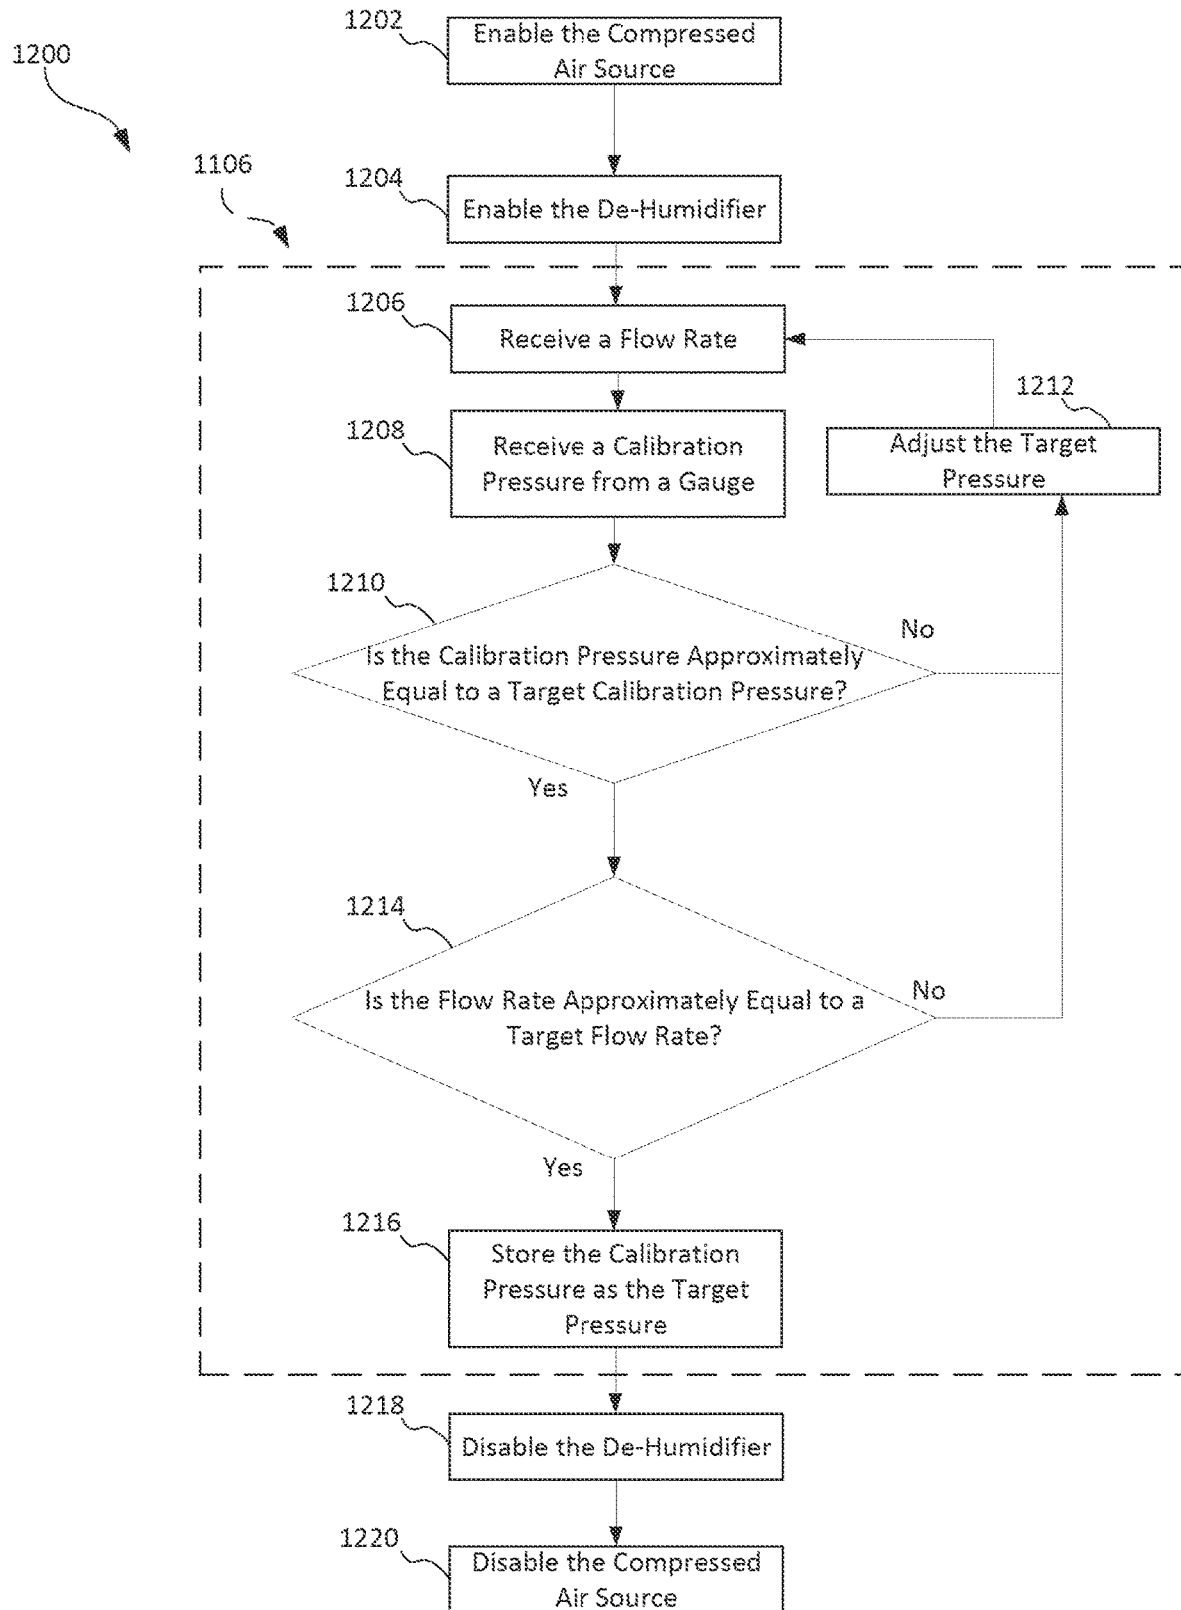 1202
Enable the Compressed
Air Source
1200
1106
1204
Enable the De-Humidifier
1206
Receive a Flow Rate
1212
Adjust the Target
Pressure
1208
Receive a Calibration
Pressure from a Gauge
1210
No
Is the Calibration Pressure Approximately
Equal to a Target Calibration Pressure?
Yes
1214
No
Is the Flow Rate Approximately Equal to a
Target Flow Rate?
Yes
1216
Store the Calibration
Pressure as the Target
Pressure
1218
Disable the De-Humidifier
1220
Disable the Compressed
Air Source